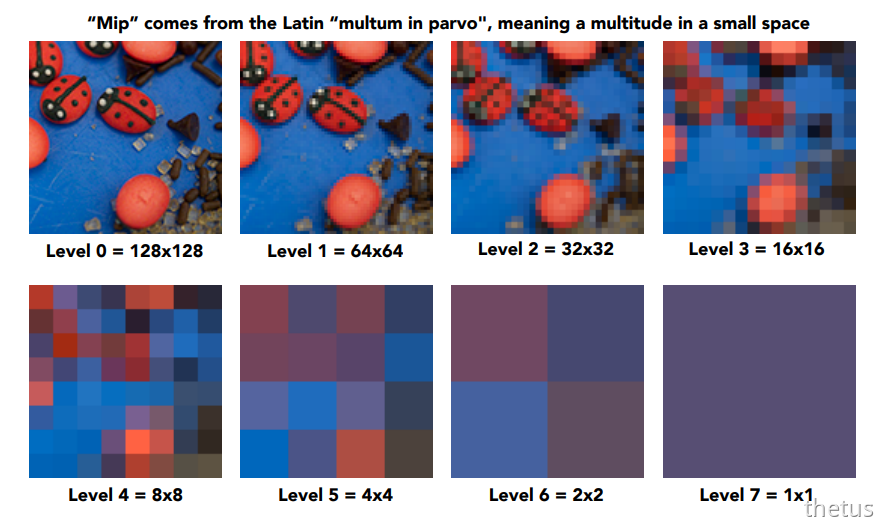 “Mip” comes from the Latin “multum in parvo", meaning a multitude in a small space
Level 0 = 128x128
Level 1 = 64x64
Level 2 = 32x32
Level 3 = 16x16
Level 4 = 8x8
Level 5 = 4x4
Level 6 = 2x2
Level 7 = 1x1
thetus